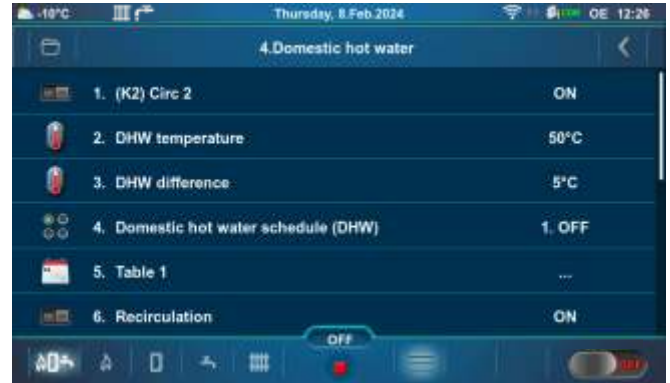 -10°C Thursday, 8.Feb.2024 OE 12:26
4.Domestic hot water
1. (K2) Circ 2 ON
2. DHW temperature 50°C
3. DHW difference 5°C
4. Domestic hot water schedule (DHW) 1. OFF
5. Table 1 ...
6. Recirculation ON
OFF
OFF